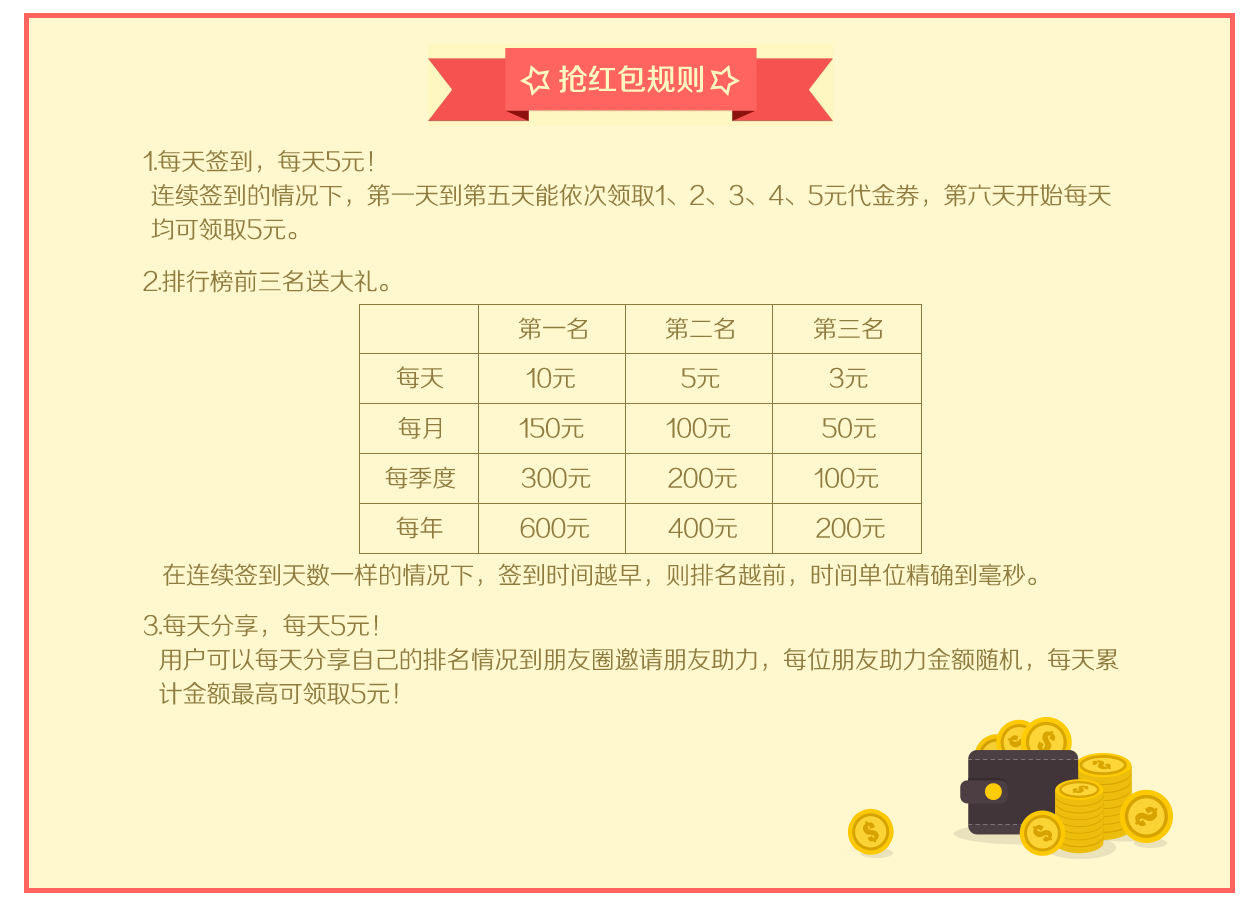 抢红包规则
1.每天签到，每天5元！
连续签到的情况下，第一天到第五天能依次领取1、2、3、4、5元代金券，第六天开始每天
均可领取5元。
2.排行榜前三名送大礼。
第一名 第二名 第三名
每天 10元 5元 3元
每月 150元 100元 50元
每季度 300元 200元 100元
每年 600元 400元 200元
在连续签到天数一样的情况下，签到时间越早，则排名越前，时间单位精确到毫秒。
3.每天分享，每天5元！
用户可以每天分享自己的排名情况到朋友圈邀请朋友助力，每位朋友助力金额随机，每天累
计金额最高可领取5元！